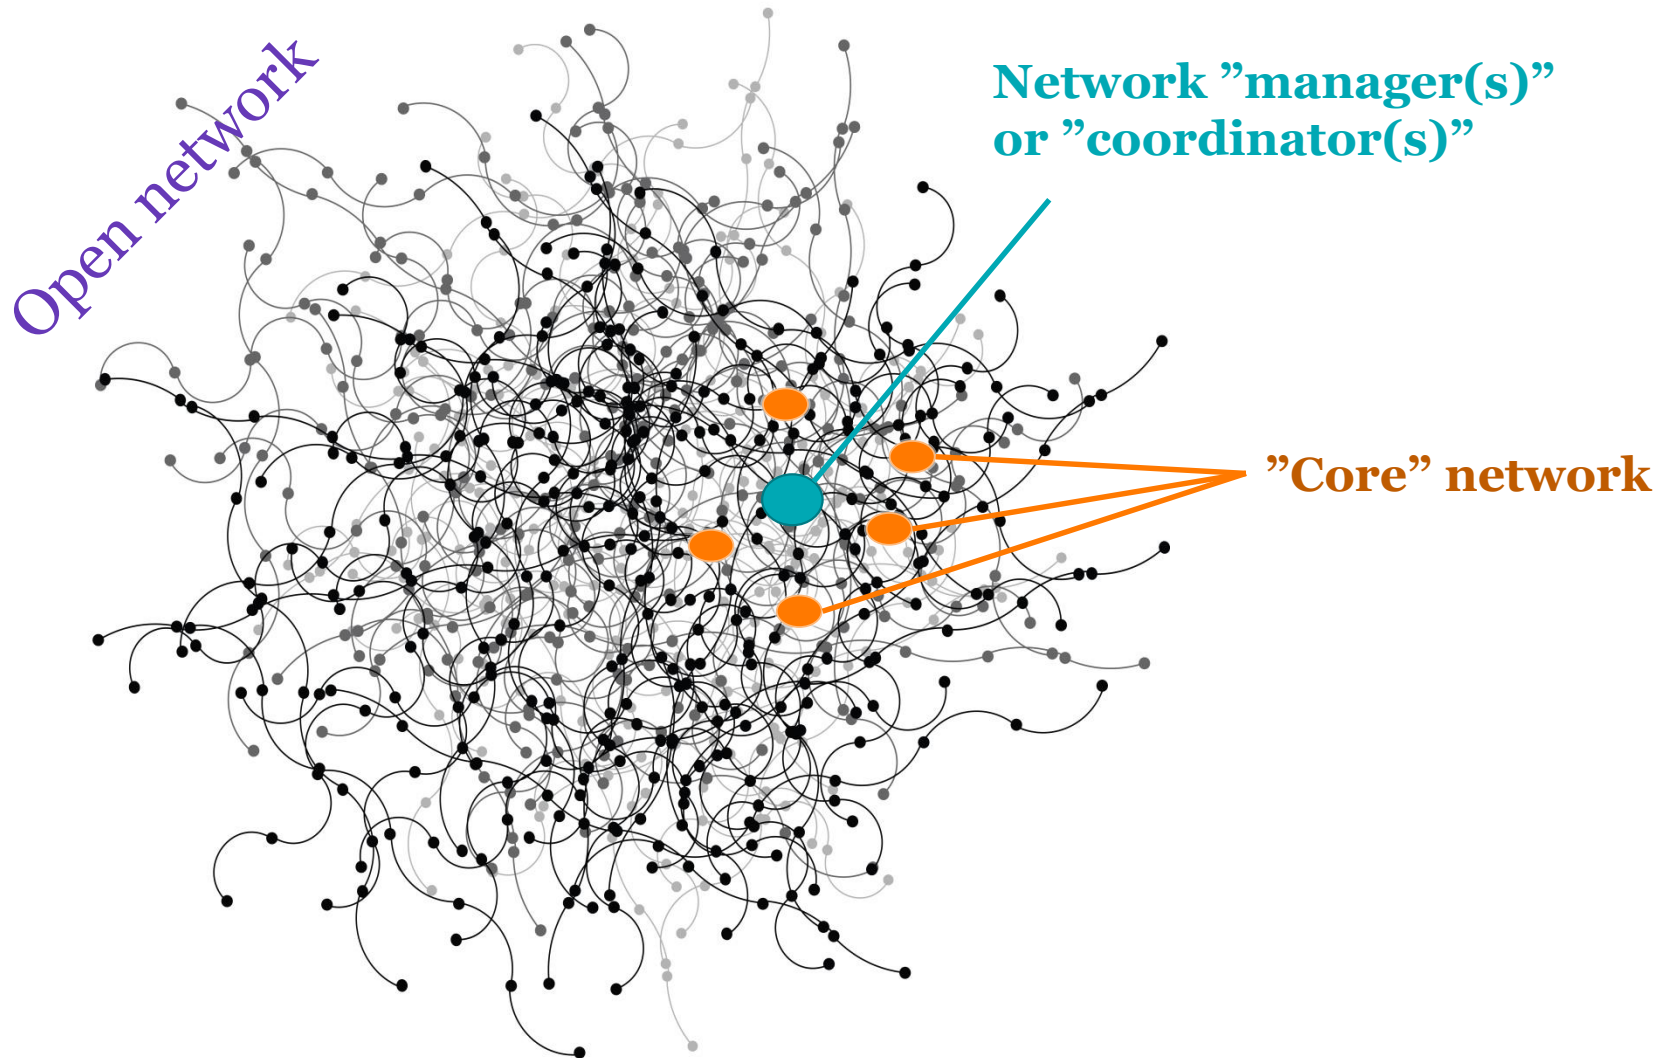 Open network
Network ”manager(s)”
or ”coordinator(s)”
”Core” network